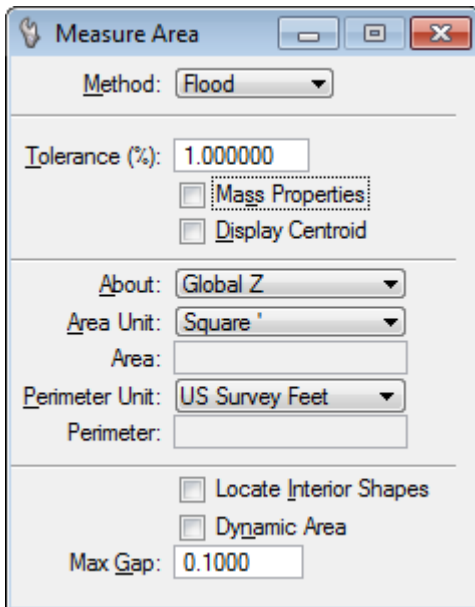 Measure Area
Method: Flood
Tolerance (%): 1.000000
Mass Properties
Display Centroid
About: Global Z
Area Unit: Square '
Area:
Perimeter Unit: US Survey Feet
Perimeter:
Locate Interior Shapes
Dynamic Area
Max Gap: 0.1000